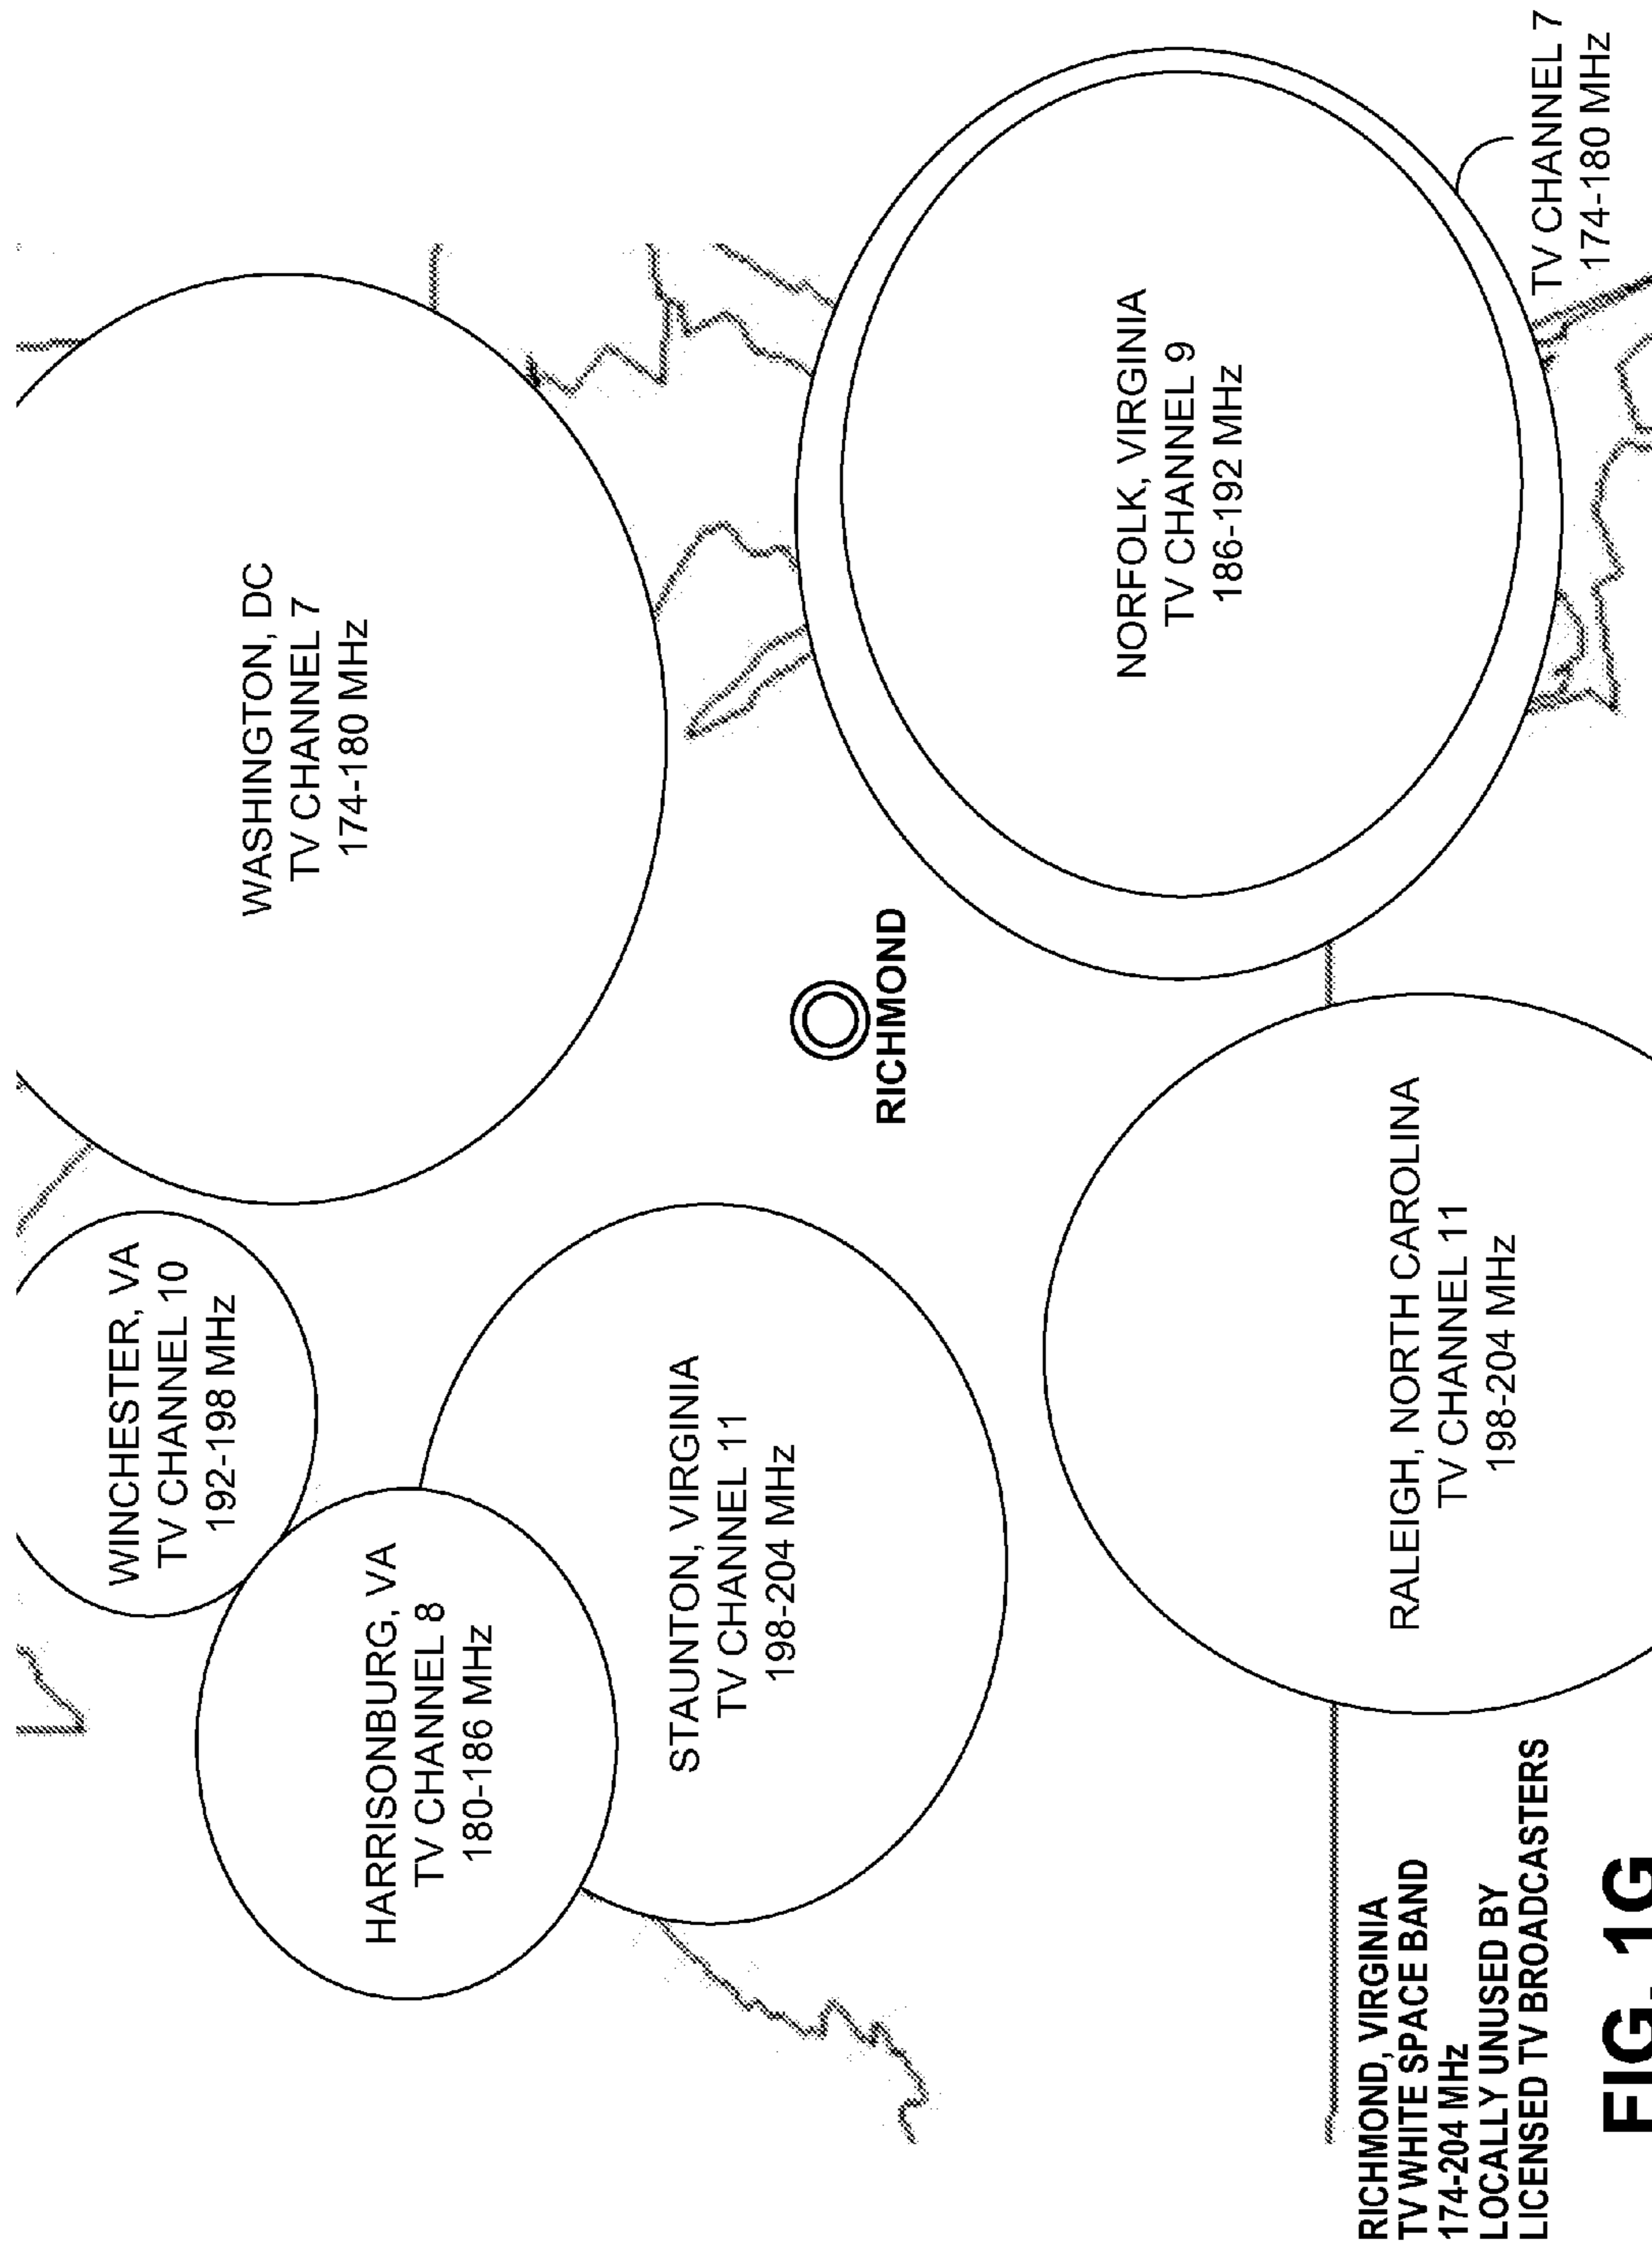 WINCHESTER, VA
TV CHANNEL 10
192-198 MHz
WASHINGTON, DC
TV CHANNEL 7
174-180 MHz
HARRISONBURG, VA
TV CHANNEL 8
180-186 MHz
STAUNTON, VIRGINIA
TV CHANNEL 11
198-204 MHz
RICHMOND
NORFOLK, VIRGINIA
TV CHANNEL 9
186-192 MHz
RALEIGH, NORTH CAROLINA
TV CHANNEL 11
198-204 MHz
TV CHANNEL 7
174-180 MHz
RICHMOND, VIRGINIA
TV WHITE SPACE BAND
174-204 MHz
LOCALLY UNUSED BY
LICENSED TV BROADCASTERS
FIG. 1G